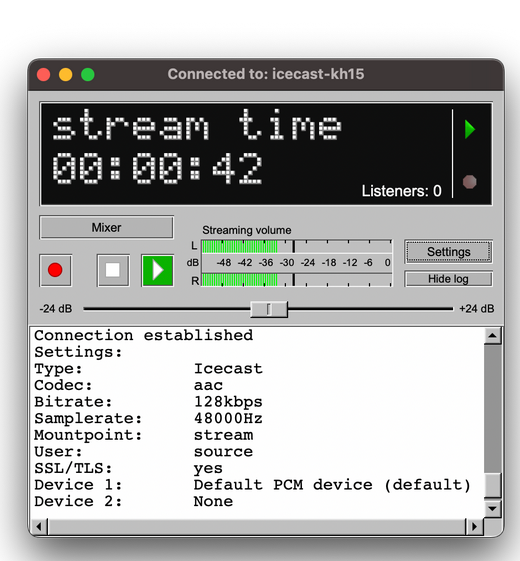 Connected to: icecast-kh15
stream time
00:00:42
Listeners: 0
Mixer
Streaming volume
L
dB -48 -42 -36 -30 -24 -18 -12 -6 0
R
Settings
Hide log
-24 dB +24 dB
Connection established
Settings:
Type: Icecast
Codec: aac
Bitrate: 128kbps
Samplerate: 48000Hz
Mountpoint: stream
User: source
SSL/TLS: yes
Device 1: Default PCM device (default)
Device 2: None